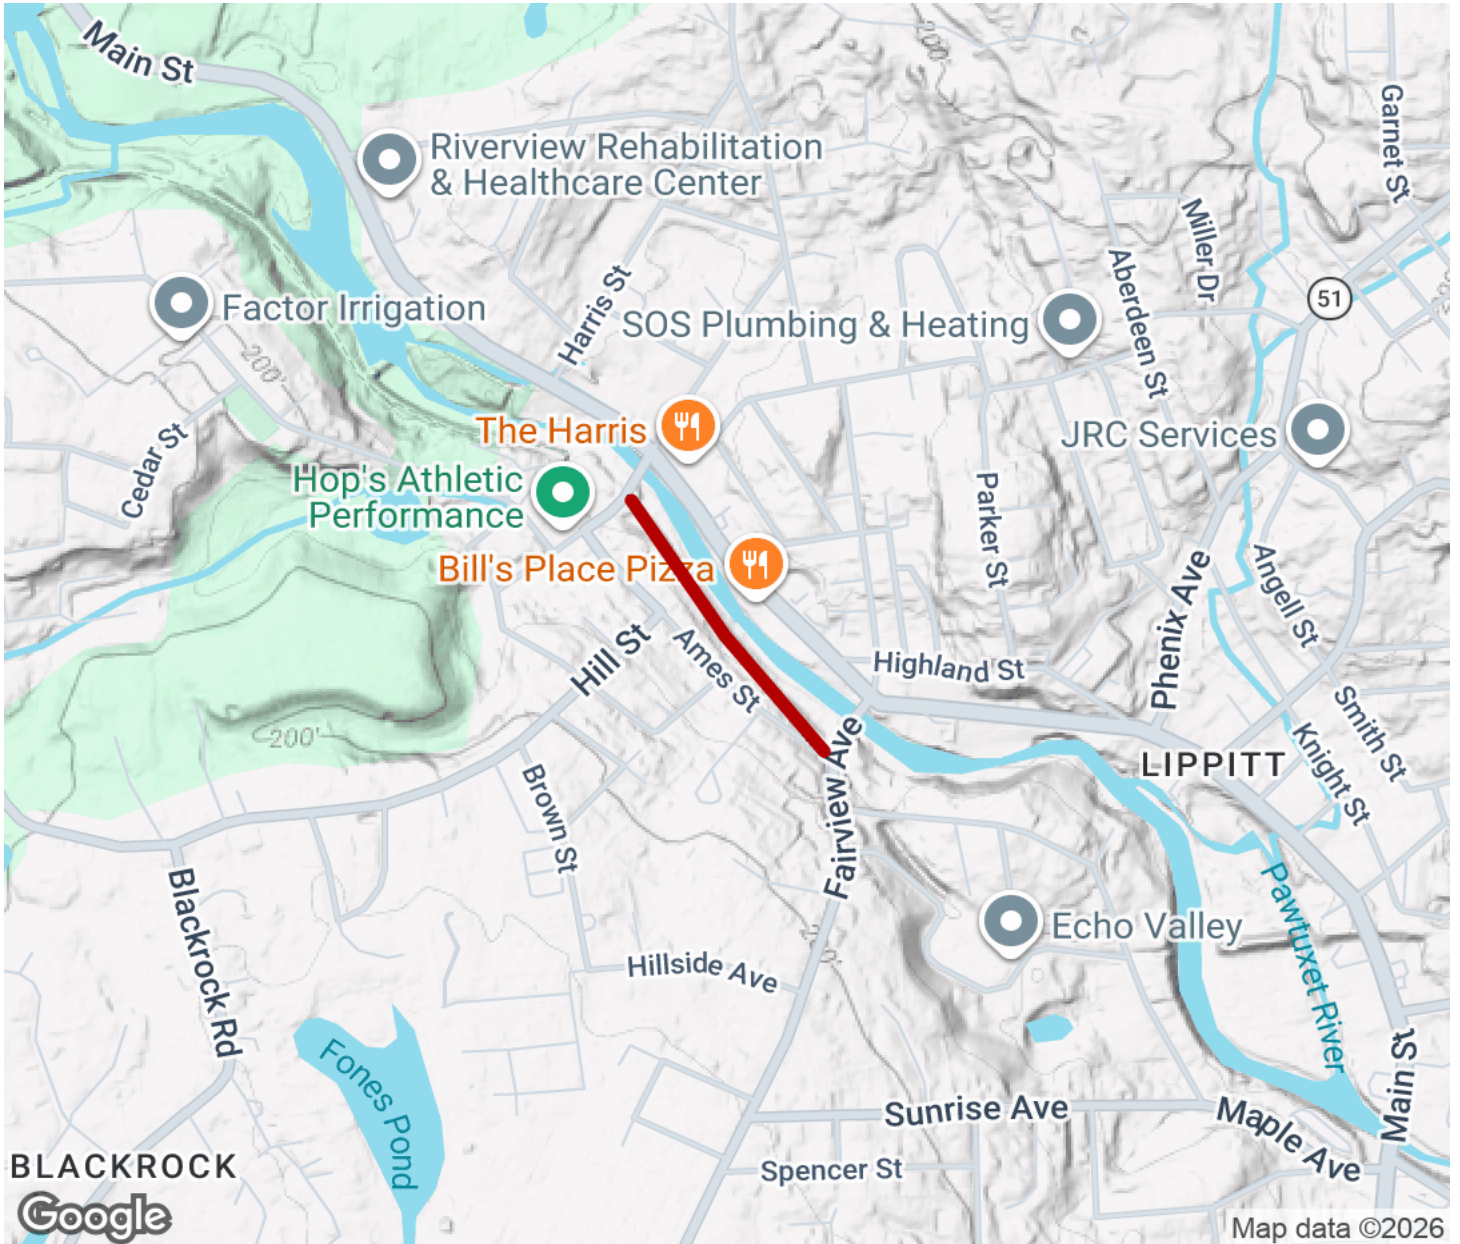 Main St
Riverview Rehabilitation
& Healthcare Center
200'
Garnet St
Miller Dr
Aberdeen St
51
Factor Irrigation
Harris St
SOS Plumbing & Heating
200'
The Harris
JRC Services
Cedar St
Hop's Athletic
Performance
Parker St
Bill's Place Pizza
Angell St
Phenix Ave
Hill St
Ames St
Highland St
Smith St
Knight St
LIPPITT
200'
Brown St
Fairview Ave
Blackrock Rd
Echo Valley
Pawtuxet River
Hillside Ave
Fones Pond
Main St
Sunrise Ave
Maple Ave
BLACKROCK
Spencer St
Google
Map data ©2026